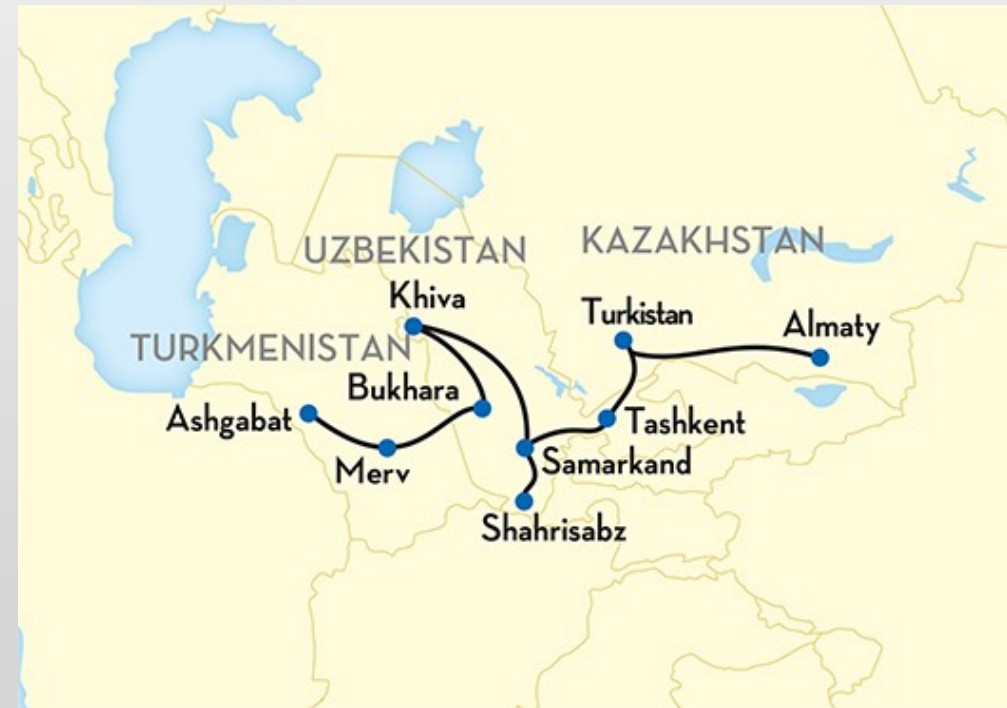 UZBEKISTAN
KAZAKHSTAN
Khiva
Turkistan
Almaty
TURKMENISTAN
Bukhara
Ashgabat
Tashkent
Merv
Samarkand
Shahrisabz